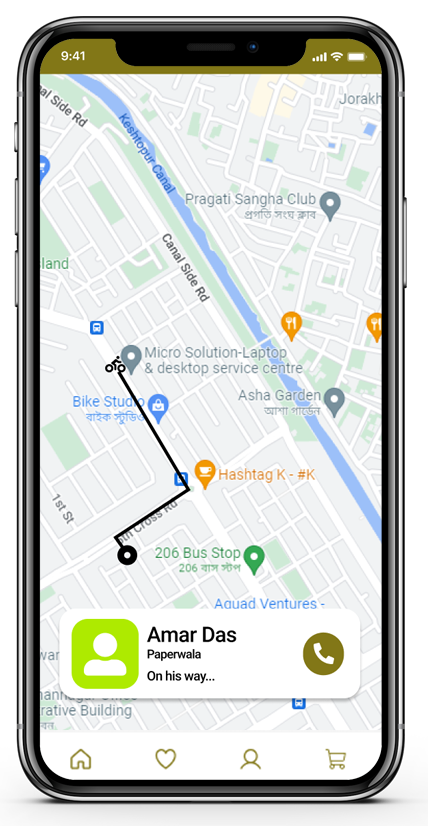 9:41
al Side Rd
Jorakh
Keshtopur Canal
Pragati Sangha Club
প্রগতি সংঘ ক্লাব
Canal Side Rd
land
Micro Solution-Laptop
& desktop service centre
Bike Studio
বাইক স্টুডিও
Asha Garden
আশা গার্ডেন
Hashtag K - #K
1st St
th Cross Rd
206 Bus Stop
206 বাস স্টপ
Aquad Ventures -
Amar Das
Paperwala
On his way...
war
rative Building